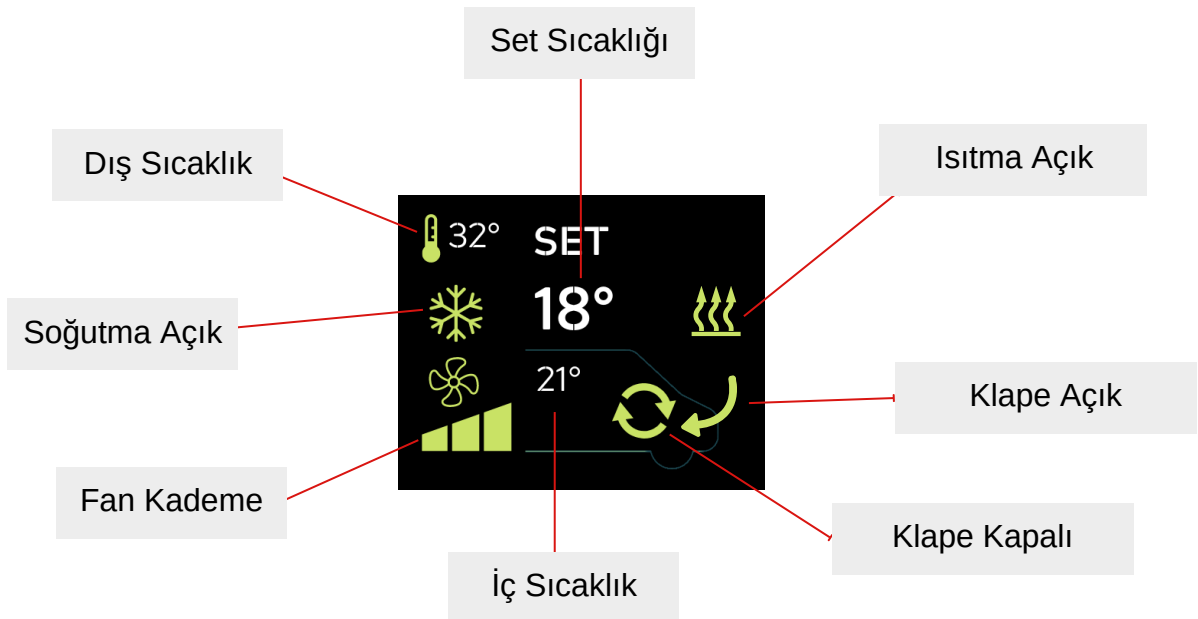 Set Sıcaklığı
Dış Sıcaklık
Isıtma Açık
32°
SET
18°
Soğutma Açık
21°
Klape Açık
Fan Kademe
Klape Kapalı
İç Sıcaklık